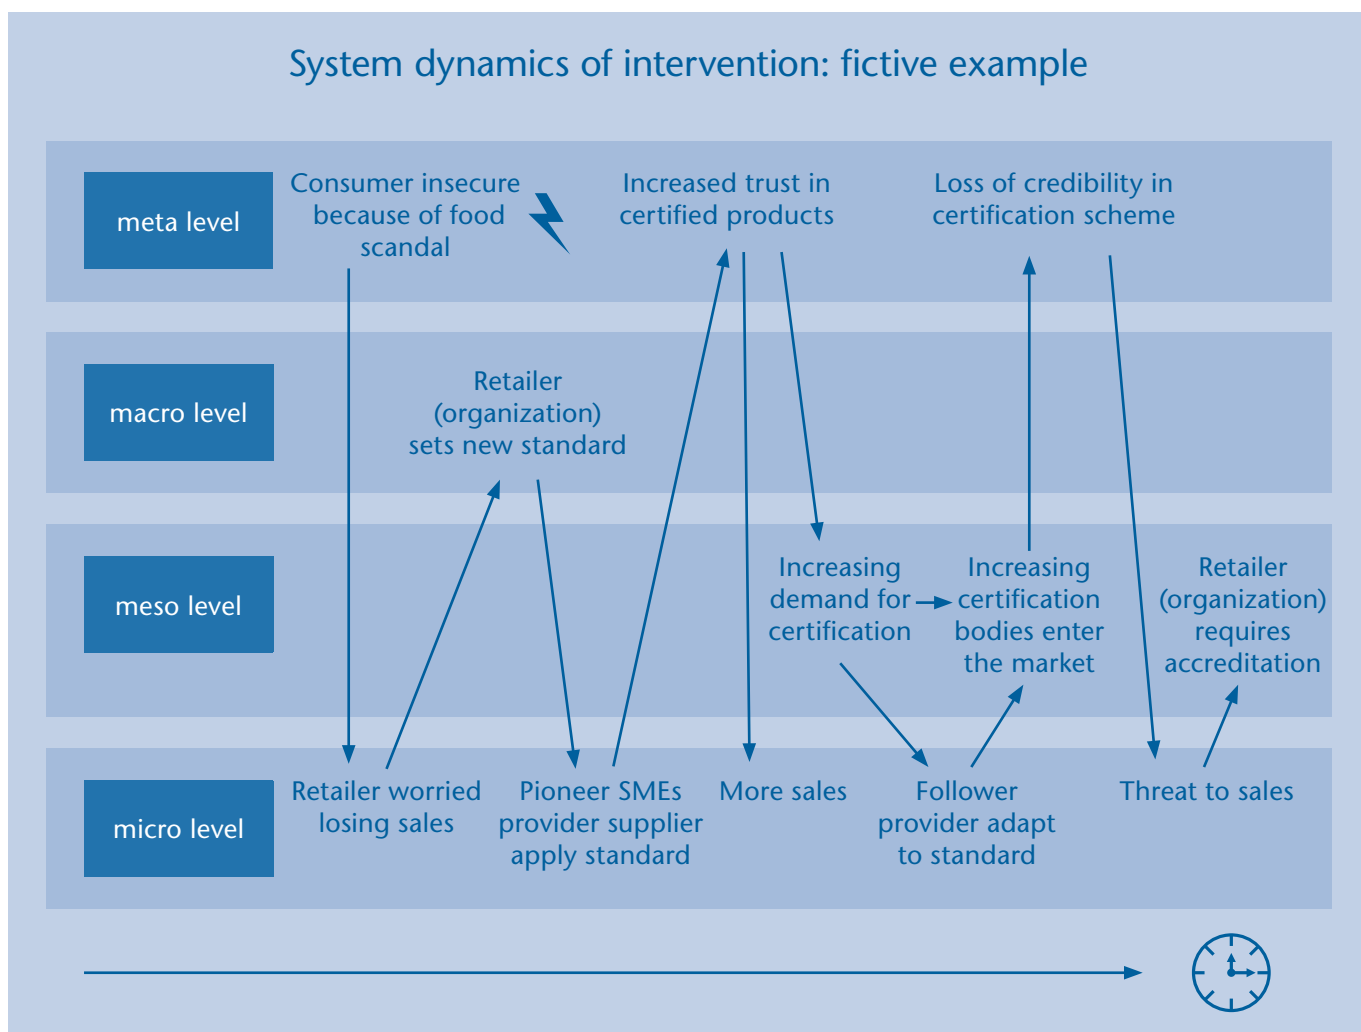 System dynamics of intervention: fictive example
meta level
Consumer insecure
because of food
scandal
Increased trust in
certified products
Loss of credibility in
certification scheme
macro level
Retailer
(organization)
sets new standard
meso level
Increasing
demand for
certification
Increasing
certification
bodies enter
the market
Retailer
(organization)
requires
accreditation
micro level
Retailer worried
losing sales
Pioneer SMEs
provider supplier
apply standard
More sales
Follower
provider adapt
to standard
Threat to sales